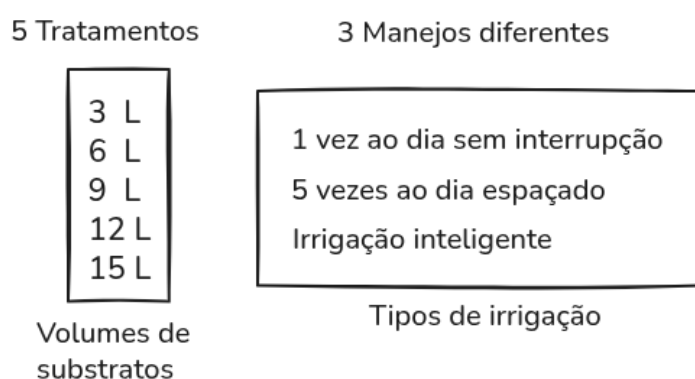 5 Tratamentos
3 L
6 L
9 L
12 L
15 L
Volumes de
substratos
3 Manejos diferentes
1 vez ao dia sem interrupção
5 vezes ao dia espaçado
Irrigação inteligente
Tipos de irrigação